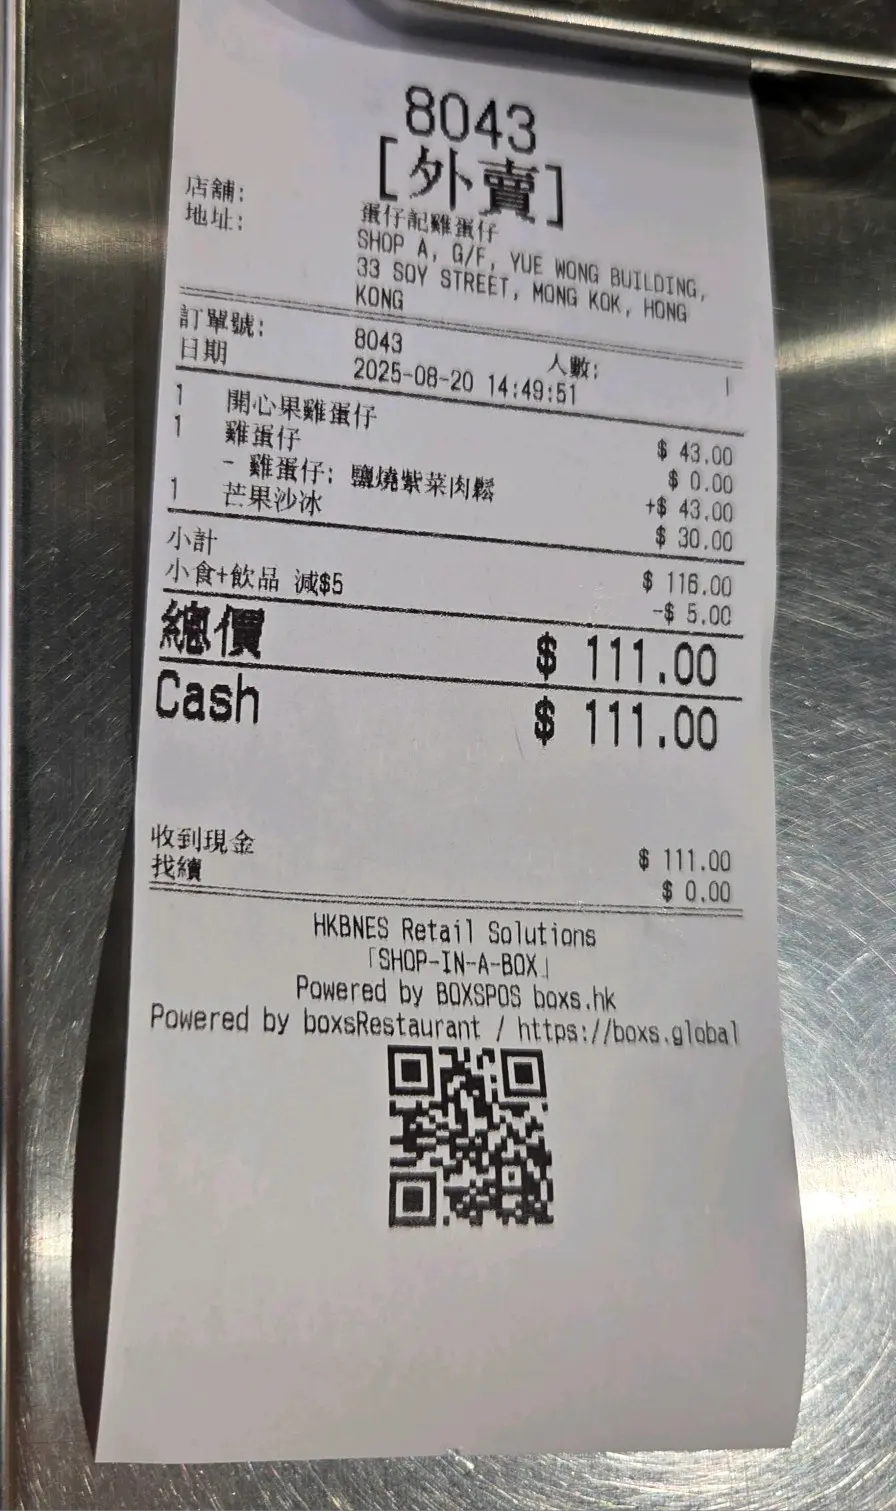 8043
[外賣]
店舖: 蛋仔記雞蛋仔
地址: SHOP A, G/F, YUE WONG BUILDING,
33 SOY STREET, MONG KOK, HONG
KONG
訂單號: 8043 人數: 1
日期 2025-08-20 14:49:51
1 開心果雞蛋仔 $ 43.00
1 雞蛋仔 $ 0.00
- 雞蛋仔: 鹽燒紫菜肉鬆 +$ 43.00
1 芒果沙冰 $ 30.00
小計 $ 116.00
小食+飲品 減$5 -$ 5.00
總價 $ 111.00
Cash $ 111.00
收到現金 $ 111.00
找續 $ 0.00
HKBNES Retail Solutions
「SHOP-IN-A-BOX」
Powered by BOXSPOS boxs.hk
Powered by boxsRestaurant / https://boxs.global